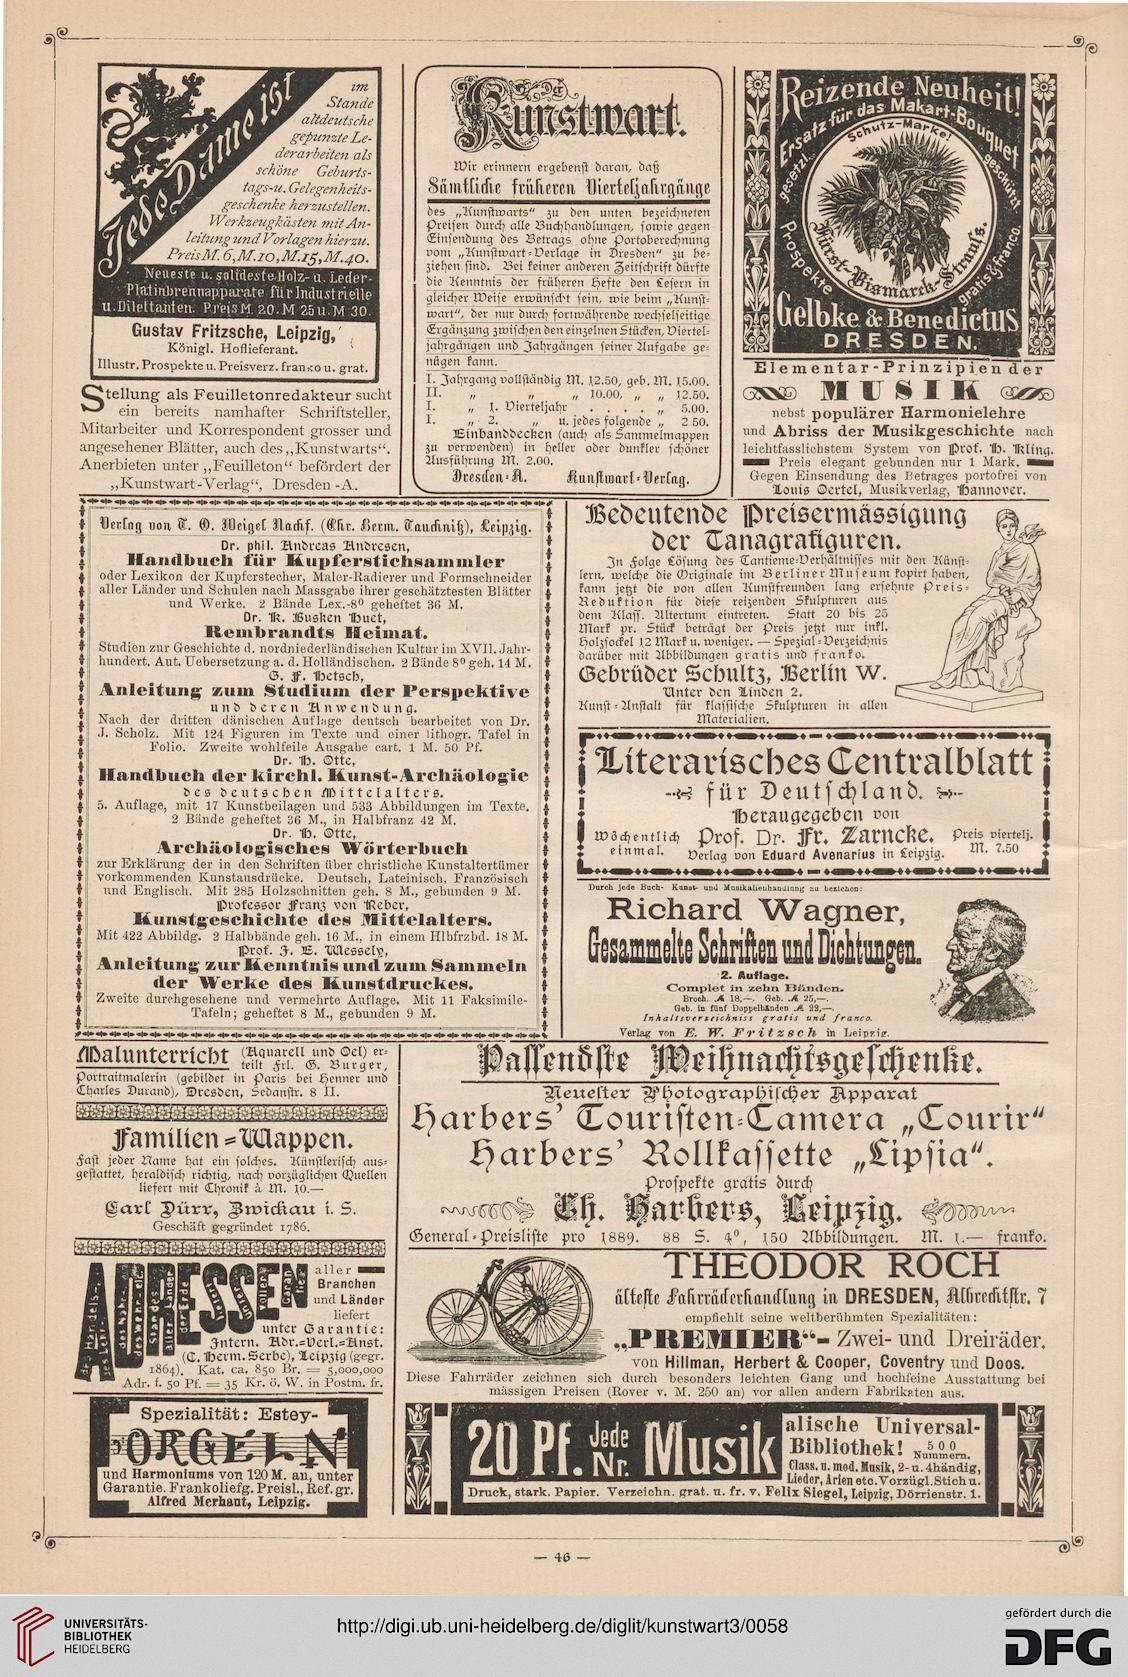 Jede Dame ist
im
Stande
altdeutsche
gepunzte Le-
derarbeiten als
schöne Geburts-
tags-u. Gelegenheits-
geschenke herzustellen.
Werkzeugkästen mit An-
leitung und Vorlagen hierzu.
Preis M. 6, M. 10, M. 15, M. 40.
Neueste u. solideste Holz- u. Leder-
Platinbrennapparate für Industrielle
u. Dilettanten. Preis M. 20. M 25 u. M 30.
Gustav Fritzsche, Leipzig,
Königl. Hoflieferant.
Illustr. Prospekte u. Preisverz. franko u. grat.
Stellung als Feuilletonredakteur sucht
ein bereits namhafter Schriftsteller,
Mitarbeiter und Korrespondent grosser und
angesehener Blätter, auch des „Kunstwarts“.
Anerbieten unter „Feuilleton“ befördert der
„Kunstwart-Verlag“, Dresden-A.
Der
Kunstwart.
Wir erinnern ergebenst daran, daß
Sämtliche früheren Vierteljahrgänge
des „Kunstwarts“ zu den unten bezeichneten
Preisen durch alle Buchhandlungen, sowie gegen
Einsendung des Betrags ohne Portoberechnung
vom „Kunstwart-Verlage in Dresden“ zu be-
ziehen sind. Bei keiner anderen Zeitschrift dürfte
die Kenntnis der früheren Hefte den Lesern in
gleicher Weise erwünscht sein, wie beim „Kunst-
wart“, der nur durch fortwährende wechselseitige
Ergänzung zwischen den einzelnen Stücken, Viertel-
jahrgängen und Jahrgängen seiner Aufgabe ge-
nügen kann.
I. Jahrgang vollständig M. 12.50, geb. M. 15.00.
II. „ „ „ 10.00, „ „ 12.50.
I. „ 1. Vierteljahr . . . . „ 5.00.
I. „ 2. „ u. jedes folgende „ 2 50.
Einbanddecken (auch als Sammelmappen
zu verwenden) in heller oder dunkler schöner
Ausführung M. 2.00.
Dresden-A. Kunstwart-Verlag.
Reizende Neuheit!
Ersatz für das Makart-Bouquet
gesetzl. Schutz-Marke! geschützt
Fürst-Bismarck-Strauss.
Prospekte gratis & franco.
Gelbke & Benedictus
DRESDEN.
Elementar-Prinzipien der
MUSIK
nebst populärer Harmonielehre
und Abriss der Musikgeschichte nach
leichtfasslichstem System von Prof. H. Kling.
Preis elegant gebunden nur 1 Mark.
Gegen Einsendung des Betrages portofrei von
Louis Oertel, Musikverlag, Hannover.
Verlag von T. O. Weigel Nachf. (Chr. Herm. Tauchnitz), Leipzig.
Dr. phil. Andreas Andresen,
Handbuch für Kupferstichsammler
oder Lexikon der Kupferstecher, Maler-Radierer und Formschneider
aller Länder und Schulen nach Massgabe ihrer geschätztesten Blätter
und Werke. 2 Bände Lex.-8° geheftet 36 M.
Dr. K. Busken Huet,
Rembrandts Heimat.
Studien zur Geschichte d. nordniederländischen Kultur im XVII. Jahr-
hundert. Aut. Uebersetzung a. d. Holländischen. 2 Bände 8° geh. 14 M.
G. F. Hetsch,
Anleitung zum Studium der Perspektive
und deren Anwendung.
Nach der dritten dänischen Auflage deutsch bearbeitet von Dr.
J. Scholz. Mit 124 Figuren im Texte und einer lithogr. Tafel in
Folio. Zweite wohlfeile Ausgabe cart. 1 M. 50 Pf.
Dr. H. Otte,
Handbuch der kirchl. Kunst-Archäologie
des deutschen Mittelalters.
5. Auflage, mit 17 Kunstbeilagen und 533 Abbildungen im Texte.
2 Bände geheftet 36 M., in Halbfranz 42 M.
Dr. H. Otte,
Archäologisches Wörterbuch
zur Erklärung der in den Schriften über christliche Kunstaltertümer
vorkommenden Kunstausdrücke. Deutsch, Lateinisch, Französisch
und Englisch. Mit 285 Holzschnitten geh. 8 M., gebunden 9 M.
Professor Franz von Reber,
Kunstgeschichte des Mittelalters.
Mit 422 Abbildg. 2 Halbbände geh. 16 M., in einem Hlbfrzbd. 18 M.
Prof. J. E. Wessely,
Anleitung zur Kenntnis und zum Sammeln
der Werke des Kunstdruckes.
Zweite durchgesehene und vermehrte Auflage. Mit 11 Faksimile-
Tafeln; geheftet 8 M., gebunden 9 M.
Bedeutende Preisermässigung
der Tanagrafiguren.
In Folge Lösung des Tantieme-Verhältnisses mit den Künst-
lern, welche die Originale im Berliner Museum kopirt haben,
kann jetzt die von allen Kunstfreunden lang ersehnte Preis-
Reduktion für diese reizenden Skulpturen aus
dem Klass. Altertum eintreten. Statt 20 bis 25
Mark pr. Stück beträgt der Preis jetzt nur inkl.
Holzsockel 12 Mark u. weniger. — Spezial-Verzeichnis
darüber mit Abbildungen gratis und franko.
Gebrüder Schultz, Berlin W.
Unter den Linden 2.
Kunst-Anstalt für klassische Skulpturen in allen
Materialien.
Literarisches Centralblatt
für Deutschland.
Herausgegeben von
wöchentlich einmal. Prof. Dr. Fr. Zarncke. Preis viertelj. M. 7.50
Verlag von Eduard Avenarius in Leipzig.
Durch jede Buch- Kunst- und Musikalienhandlung zu beziehen:
Richard Wagner,
Gesammelte Schriften und Dichtungen.
2. Auflage.
Complet in zehn Bänden.
Broch. M 18,—. Geb. M 25,—.
Geb. in fünf Doppelbänden M 22,—.
Inhaltsverzeichniss gratis und franco.
Verlag von E. W. Fritzsch in Leipzig.
Malunterricht (Aquarell und Oel) er-
teilt Frl. G. Burger,
Portraitmalerin (gebildet in Paris bei Henner und
Charles Durand), Dresden, Sedanstr. 8 II.
Familien-Wappen.
Fast jeder Name hat ein solches. Künstlerisch aus-
gestattet, heraldisch richtig, nach vorzüglichen Quellen
liefert mit Chronik à M. 10.—
Carl Dürr, Zwickau i. S.
Geschäft gegründet 1786.
ADRESSEN
aller
Branchen
und Länder
liefert
unter Garantie:
Intern. Adr.-Verl.-Anst.
(C. Herm. Serbe), Leipzig (gegr.
1864). Kat. ca. 850 Br. = 5,000,000
Adr. f. 50 Pf. = 35 Kr. ö. W. in Postm. fr.
Spezialität: Estey-
ORGELN
und Harmoniums von 120 M. an, unter
Garantie. Frankoliefg. Preisl., Ref. gr.
Alfred Merhaut, Leipzig.
Passendste Weihnachtsgeschenke.
Neuester Photographischer Apparat
Harbers' Touristen-Camera „Courir“
Harbers' Rollkassette „Lipsia“.
Prospekte gratis durch
Ch. Harbers, Leipzig.
General-Preisliste pro 1889. 88 S. 4°, 150 Abbildungen. M. 1.— franko.
THEODOR ROCH
älteste Fahrräderhandlung in DRESDEN, Albrechtstr. 7
empfiehlt seine weltberühmten Spezialitäten:
„PREMIER“- Zwei- und Dreiräder.
von Hillman, Herbert & Cooper, Coventry und Doos.
Diese Fahrräder zeichnen sich durch besonders leichten Gang und hochfeine Ausstattung bei
mässigen Preisen (Rover v. M. 250 an) vor allen andern Fabrikaten aus.
20 Pf. Jede Nr. Musik
alische Universal-
Bibliothek! 500 Nummern.
Class. u. mod. Musik, 2- u. 4händig,
Lieder, Arien etc. Vorzügl. Stich u.
Druck, stark. Papier. Verzeichn. grat. u. fr. v. Felix Siegel, Leipzig, Dörrienstr. 1.
— 46 —
UNIVERSITÄTS-
BIBLIOTHEK
HEIDELBERG
http://digi.ub.uni-heidelberg.de/diglit/kunstwart3/0058
gefördert durch die
DFG